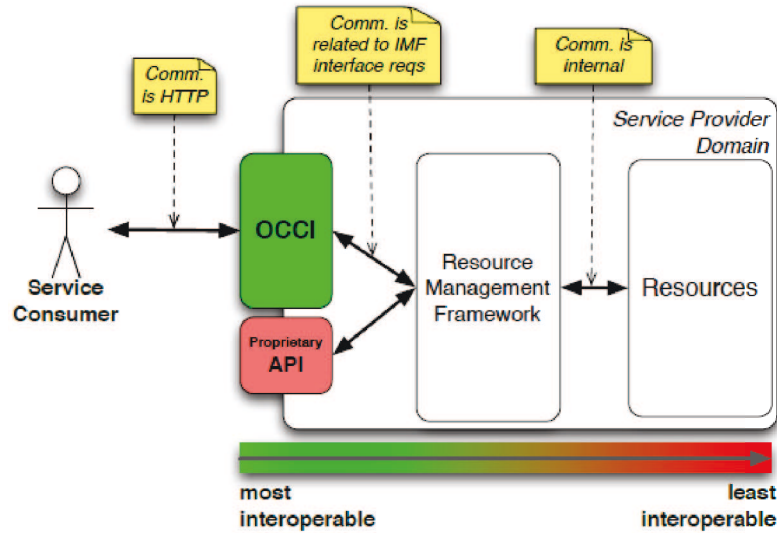 Comm.
is HTTP
Comm. is
related to IMF
interface reqs
Comm. is
internal
Service Provider
Domain
OCCI
Proprietary
API
Resource
Management
Framework
Resources
Service
Consumer
most
interoperable
least
interoperable